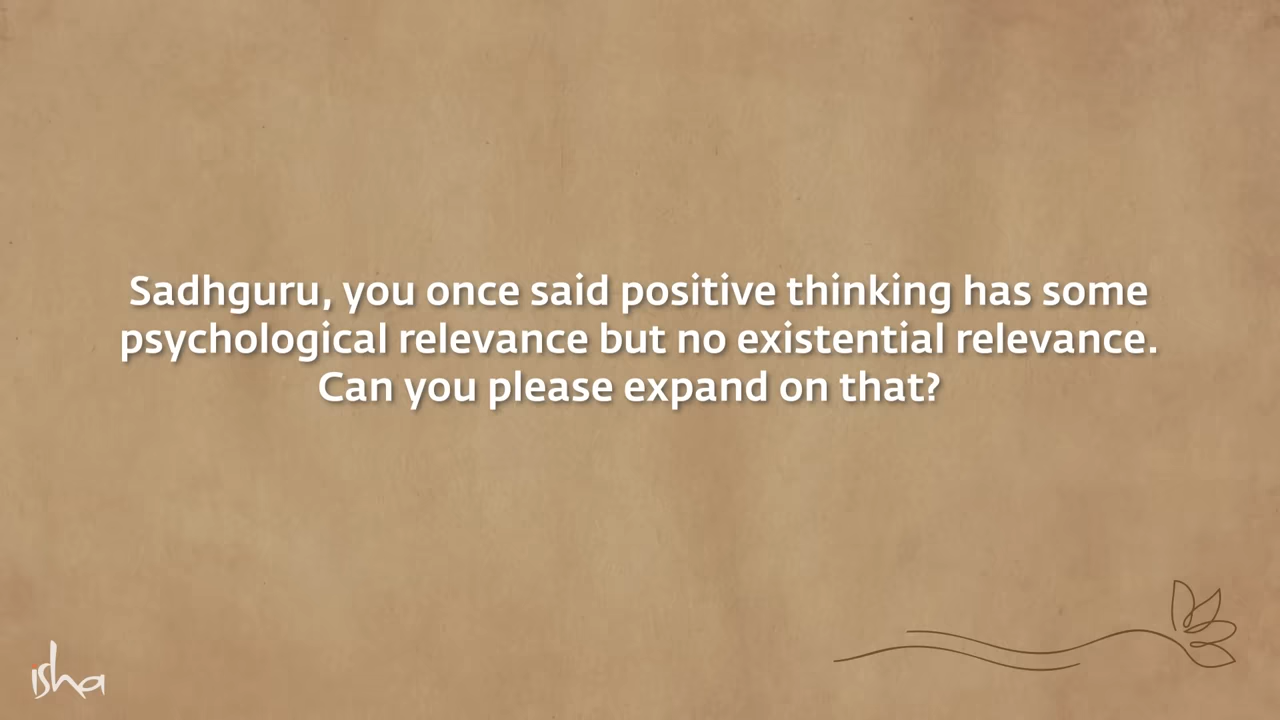 Sadhguru, you once said positive thinking has some
psychological relevance but no existential relevance.
Can you please expand on that?
isha